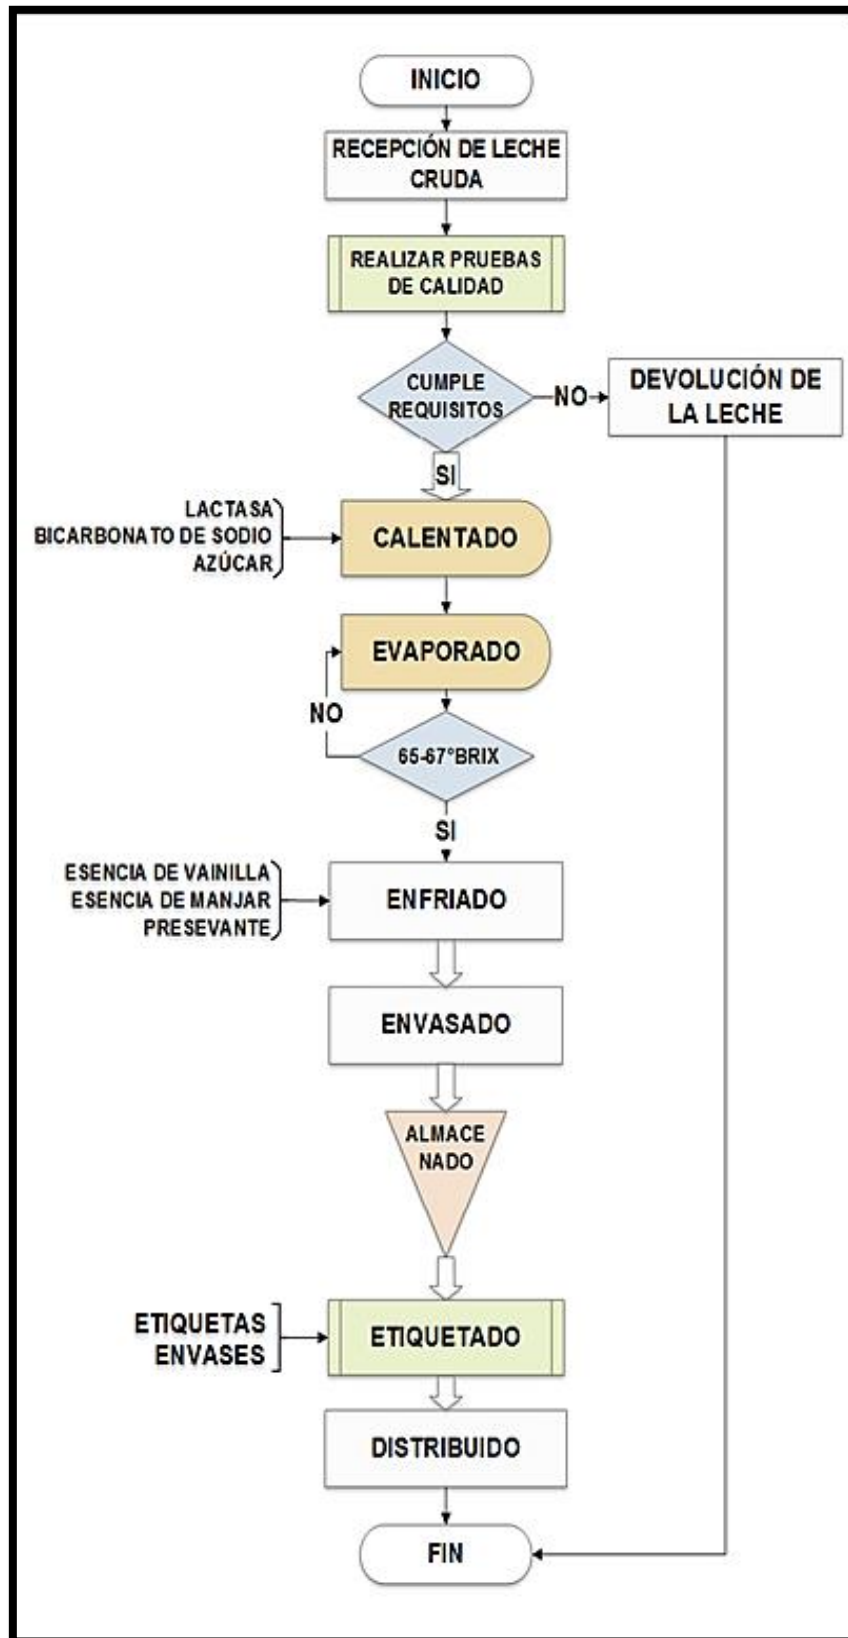 INICIO
RECEPCIÓN DE LECHE
CRUDA
REALIZAR PRUEBAS
DE CALIDAD
CUMPLE
REQUISITOS
NO
DEVOLUCIÓN DE
LA LECHE
SI
LACTASA
BICARBONATO DE SODIO
AZÚCAR
CALENTADO
EVAPORADO
NO
65-67°BRIX
SI
ESENCIA DE VAINILLA
ESENCIA DE MANJAR
PRESEVANTE
ENFRIADO
ENVASADO
ALMACE
NADO
ETIQUETAS
ENVASES
ETIQUETADO
DISTRIBUIDO
FIN